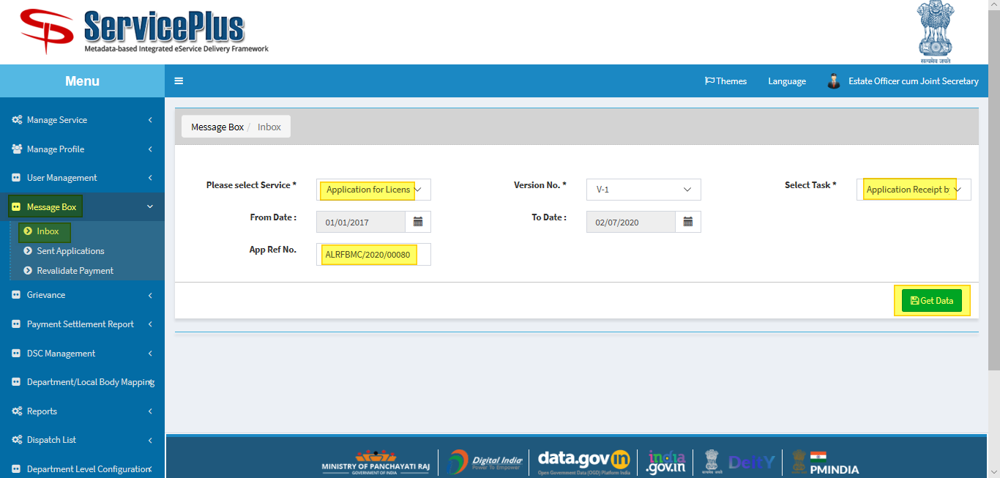 ServicePlus
Metadata-based Integrated eService Delivery Framework
सत्यमेव जयते
Menu
Themes
Language
Estate Officer cum Joint Secretary
Manage Service
Manage Profile
User Management
Message Box
Inbox
Sent Applications
Revalidate Payment
Grievance
Payment Settlement Report
DSC Management
Department/Local Body Mapping
Reports
Dispatch List
Department Level Configuration
Message Box / Inbox
Please select Service *
Application for Licens
Version No. *
V-1
Select Task *
Application Receipt by
From Date :
01/01/2017
To Date :
02/07/2020
App Ref No.
ALRFBMC/2020/00080
Get Data
MINISTRY OF PANCHAYATI RAJ
GOVERNMENT OF INDIA
Digital India
Power To Empower
data.gov in
Open Government Data (OGD) Platform India
india
.gov.in
सत्यमेव जयते
DeitY
PMINDIA